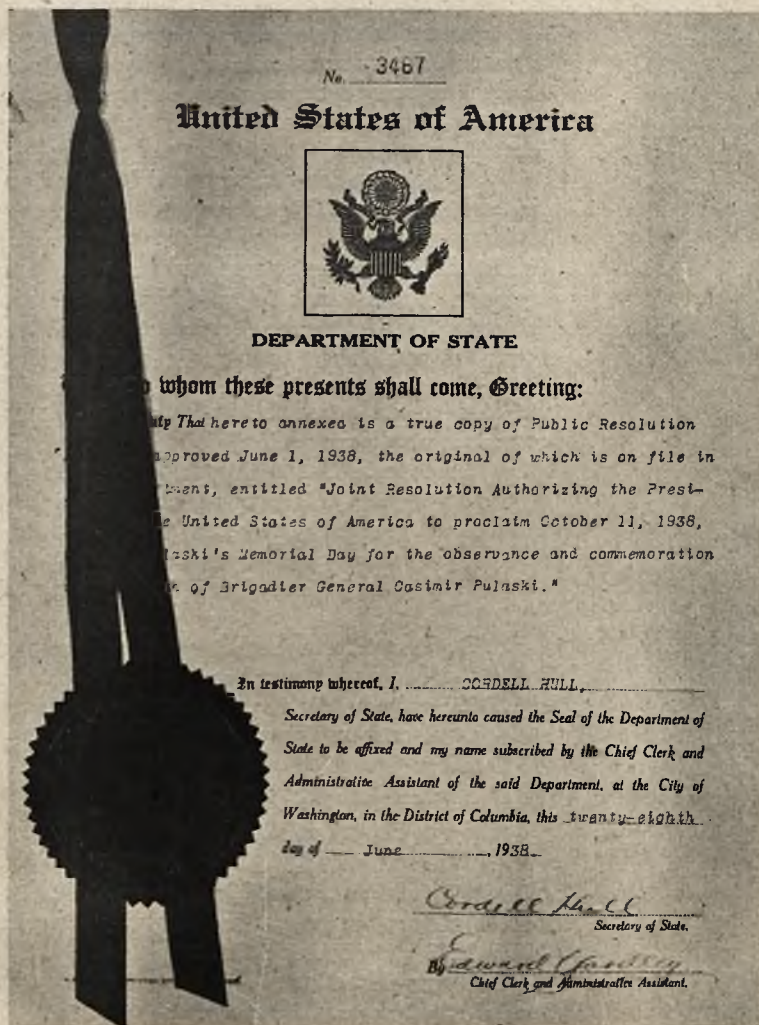 No. 3467
United States of America
DEPARTMENT OF STATE
whom these presents shall come, Greeting:
That hereto annexed is a true copy of Public Resolution
approved June 1, 1938, the original of which is on file in
ment, entitled "Joint Resolution Authorizing the Presi-
United States of America to proclaim October 11, 1938,
laski's Memorial Day for the observance and commemoration
of Brigadier General Casimir Pulaski."
In testimony whereof, I, CORDELL HULL,
Secretary of State, have hereunto caused the Seal of the Department of
State to be affixed and my name subscribed by the Chief Clerk and
Administrative Assistant of the said Department, at the City of
Washington, in the District of Columbia, this twenty-eighth
day of June, 1938.
Cordell Hull
Secretary of State.
By Edward
Chief Clerk and Administrative Assistant.